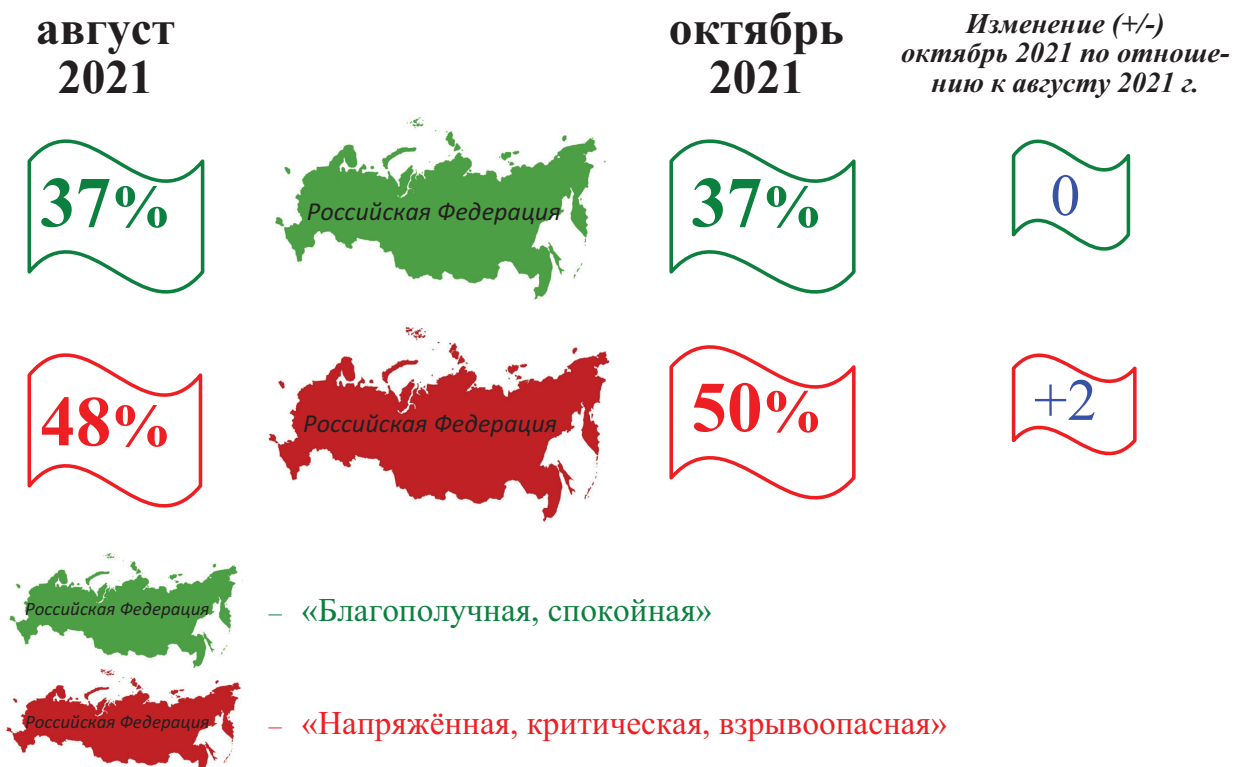 август
2021
октябрь
2021
Изменение (+/-)
октябрь 2021 по отноше-
нию к августу 2021 г.
37%
Российская Федерация
37%
0
48%
Российская Федерация
50%
+2
Российская Федерация
– «Благополучная, спокойная»
Российская Федерация
– «Напряжённая, критическая, взрывоопасная»